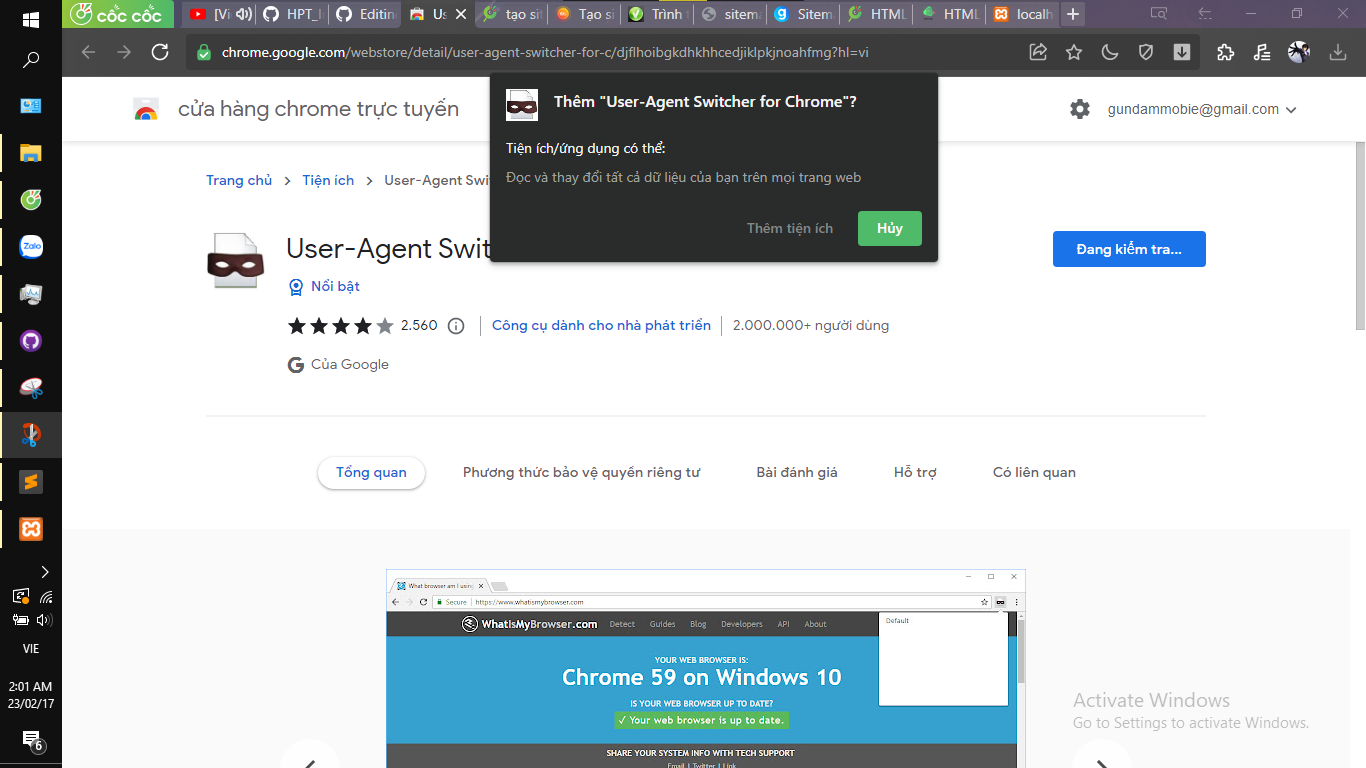 cốc cốc
[Vi
HPT_I
Editin
Us
tạo sit
Tạo si
Trình t
sitema
Sitem
HTML
HTML
localh
chrome.google.com/webstore/detail/user-agent-switcher-for-c/djflhoibgkdhkhhcedjiklpkjnoahfmg?hl=vi
cửa hàng chrome trực tuyến
gundammobie@gmail.com
Thêm "User-Agent Switcher for Chrome"?
Tiện ích/ứng dụng có thể:
Đọc và thay đổi tất cả dữ liệu của bạn trên mọi trang web
Thêm tiện ích
Hủy
Trang chủ > Tiện ích > User-Agent Swi
User-Agent Swit
Đang kiểm tra...
Nổi bật
2.560
Công cụ dành cho nhà phát triển
2.000.000+ người dùng
G Của Google
Tổng quan
Phương thức bảo vệ quyền riêng tư
Bài đánh giá
Hỗ trợ
Có liên quan
What browser am I using
Secure
https://www.whatismybrowser.com
WhatIsMyBrowser.com
Detect
Guides
Blog
Developers
API
About
Default
YOUR WEB BROWSER IS:
Chrome 59 on Windows 10
IS YOUR WEB BROWSER UP TO DATE?
✓ Your web browser is up to date.
SHARE YOUR SYSTEM INFO WITH TECH SUPPORT
Email | Twitter | Link
Activate Windows
Go to Settings to activate Windows.
Zalo
VIE
2:01 AM
23/02/17
6